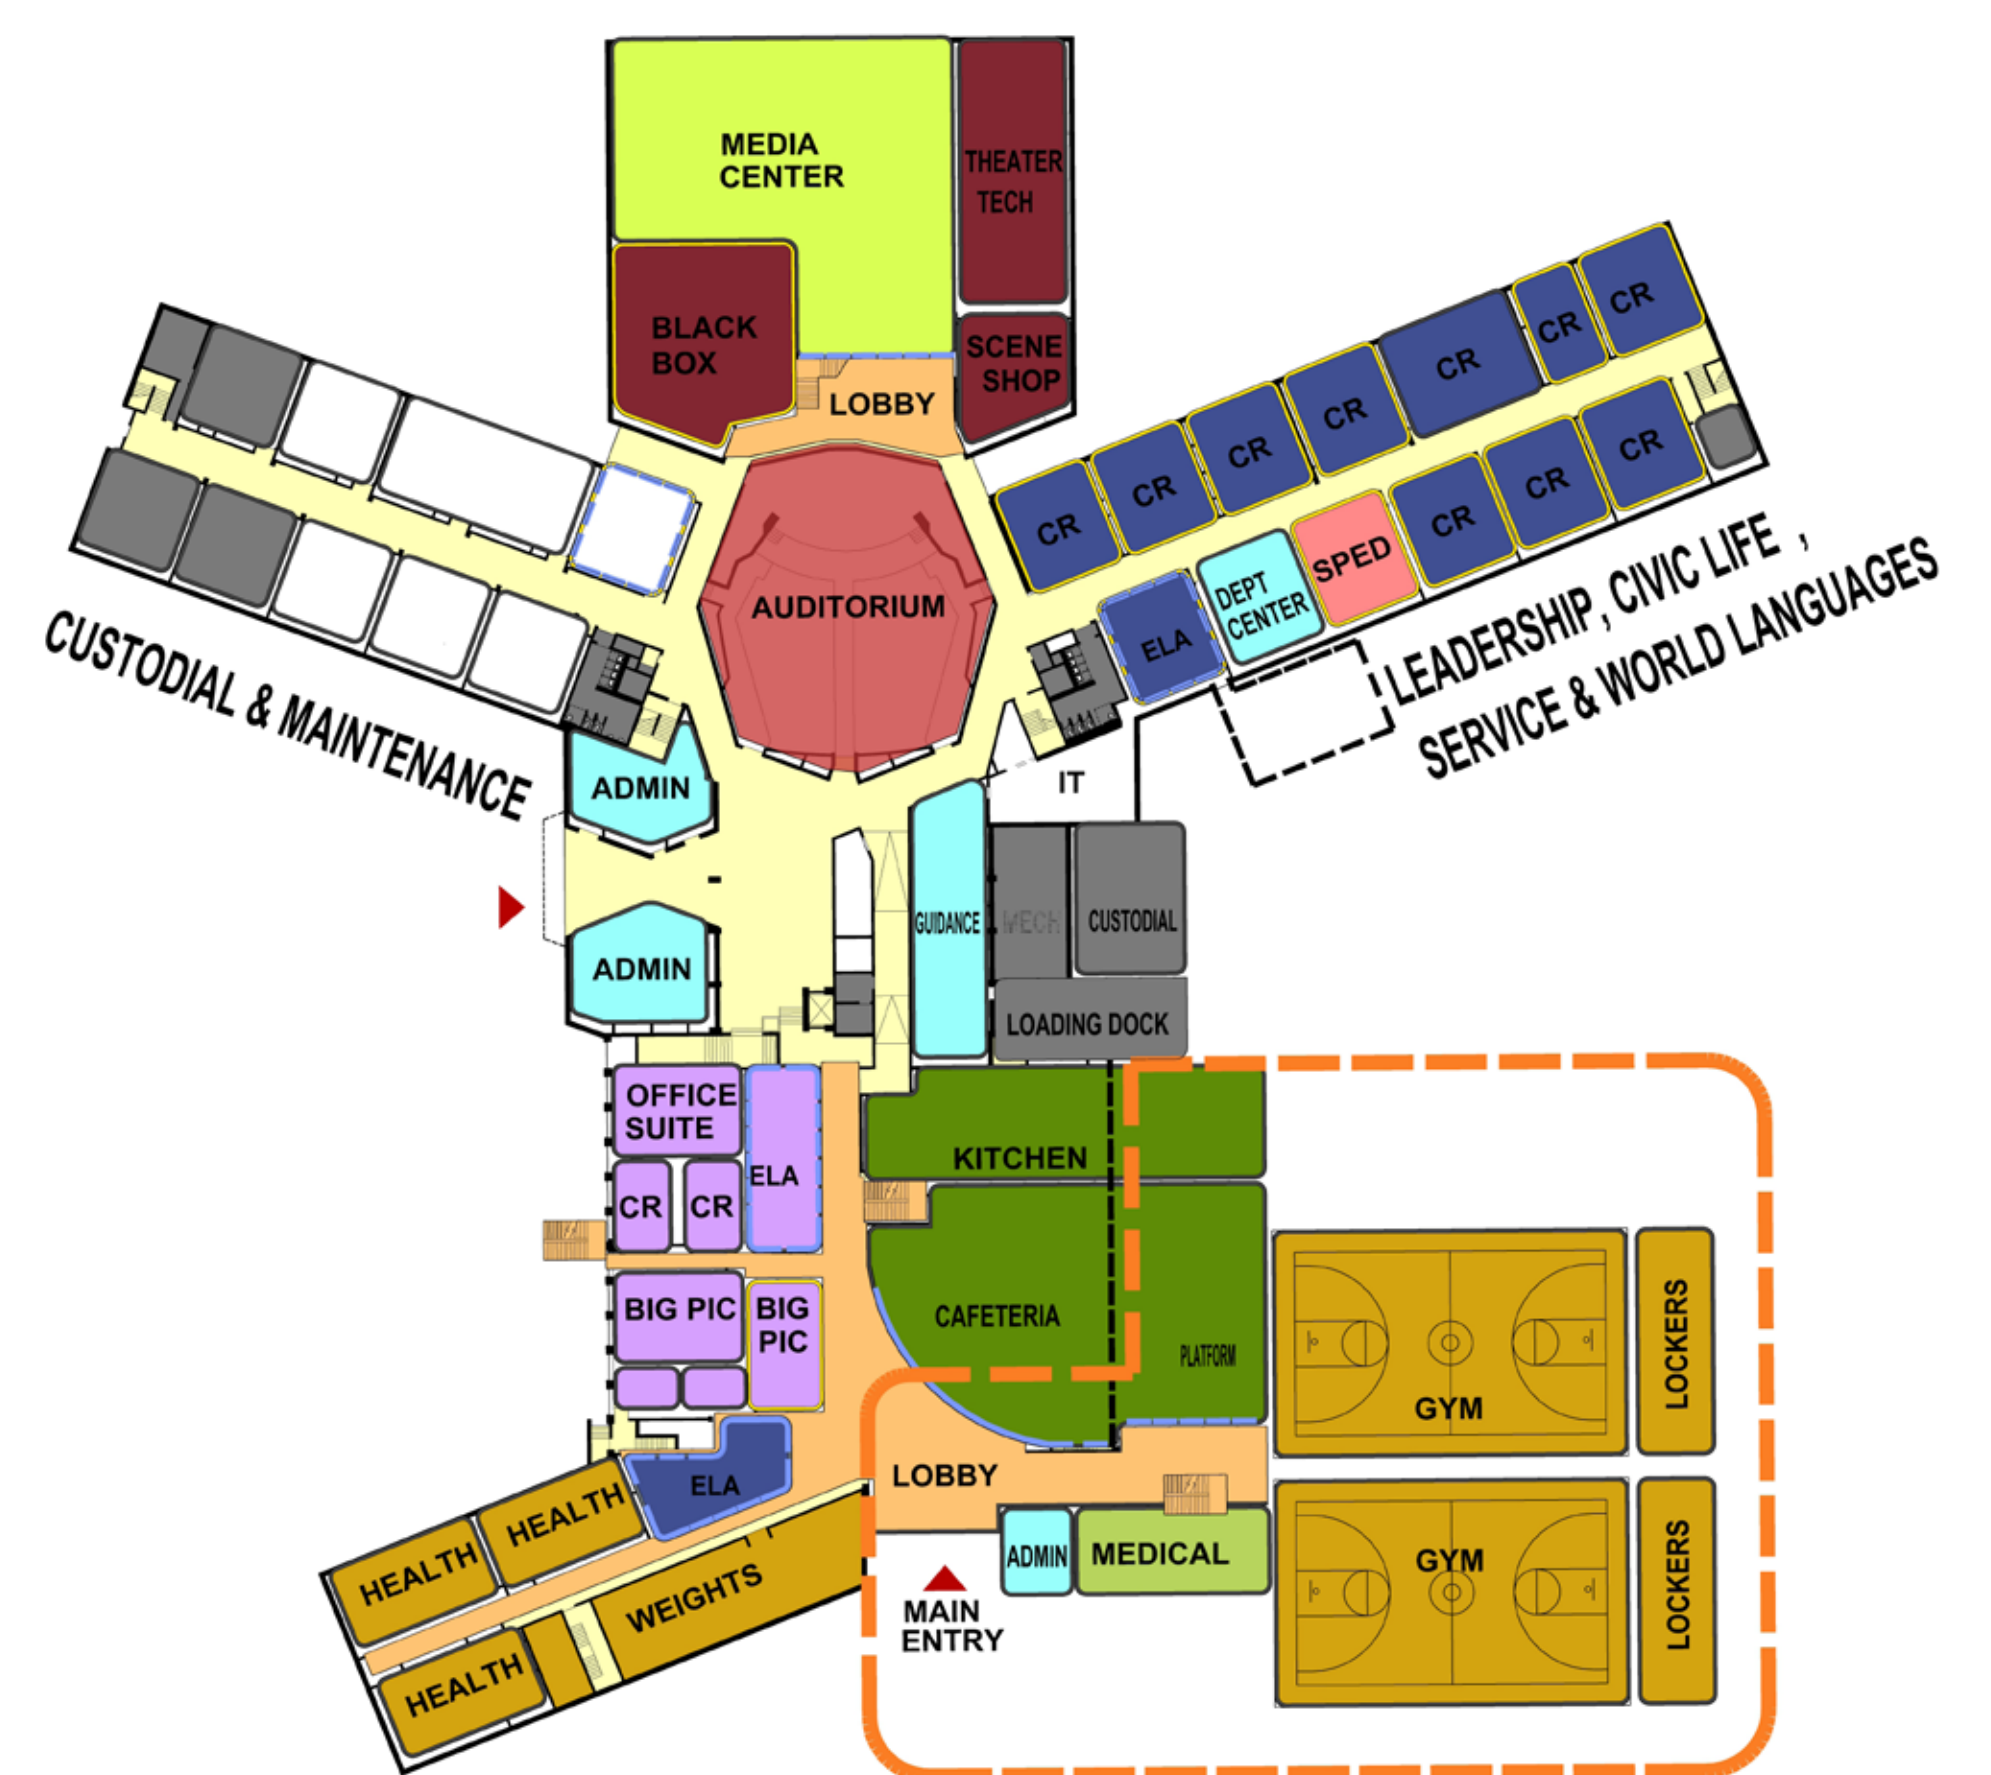 MEDIA
CENTER
THEATER
TECH
BLACK
BOX
SCENE
SHOP
LOBBY
CR
CR
CR
CR
CR
CR
CR
CR
CR
CR
SPED
DEPT
CENTER
ELA
AUDITORIUM
LEADERSHIP, CIVIC LIFE ,
SERVICE & WORLD LANGUAGES
CUSTODIAL & MAINTENANCE
ADMIN
IT
GUIDANCE
MECH
CUSTODIAL
ADMIN
LOADING DOCK
OFFICE
SUITE
ELA
CR
CR
KITCHEN
BIG PIC
BIG
PIC
CAFETERIA
PLATFORM
GYM
LOCKERS
ELA
LOBBY
HEALTH
HEALTH
HEALTH
WEIGHTS
ADMIN
MEDICAL
MAIN
ENTRY
GYM
LOCKERS